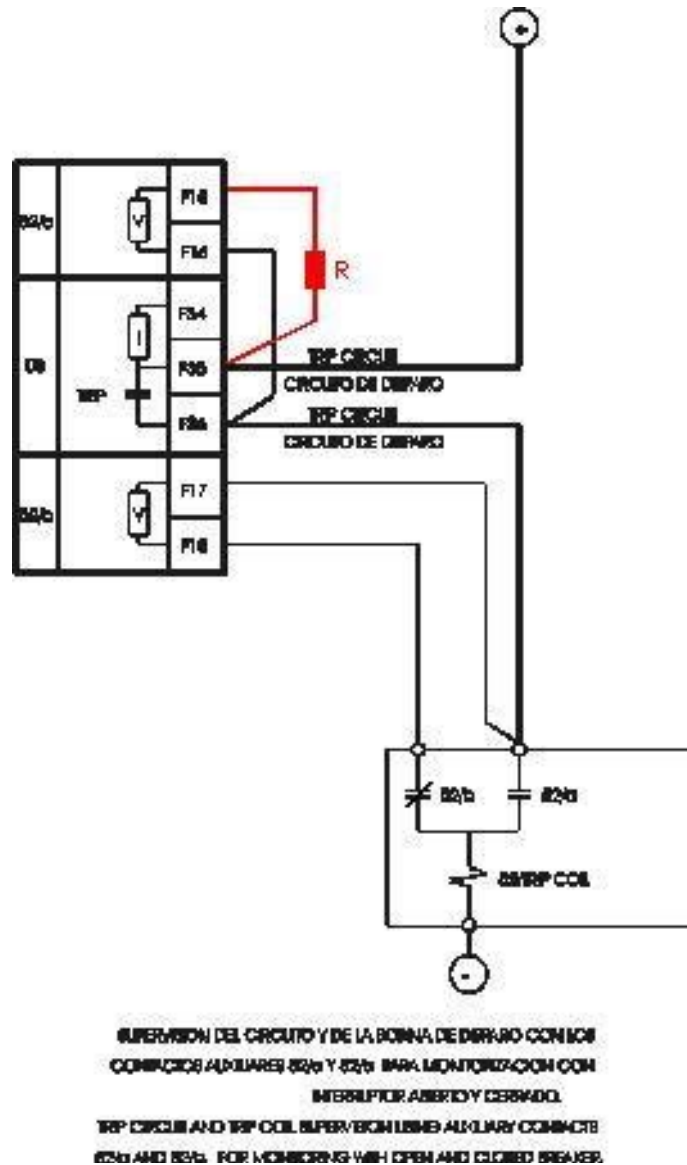 +
F16
52/b
V
F15
R
F34
I
F35
TRIP CIRCUIT
CIRCUITO DE DISPARO
TRIP
F36
TRIP CIRCUIT
CIRCUITO DE DISPARO
F17
V
F18
52/b
52/a
52/TRIP COIL
-
SUPERVISION DEL CIRCUITO Y DE LA BOBINA DE DISPARO CON LOS
CONTACTOS AUXILIARES 52/a Y 52/b PARA MONITORIZACION CON
INTERRUPTOR ABIERTO Y CERRADO.
TRIP CIRCUIT AND TRIP COIL SUPERVISION USING AUXILIARY CONTACTS
52/a AND 52/b FOR MONITORING WITH OPEN AND CLOSED BREAKER.